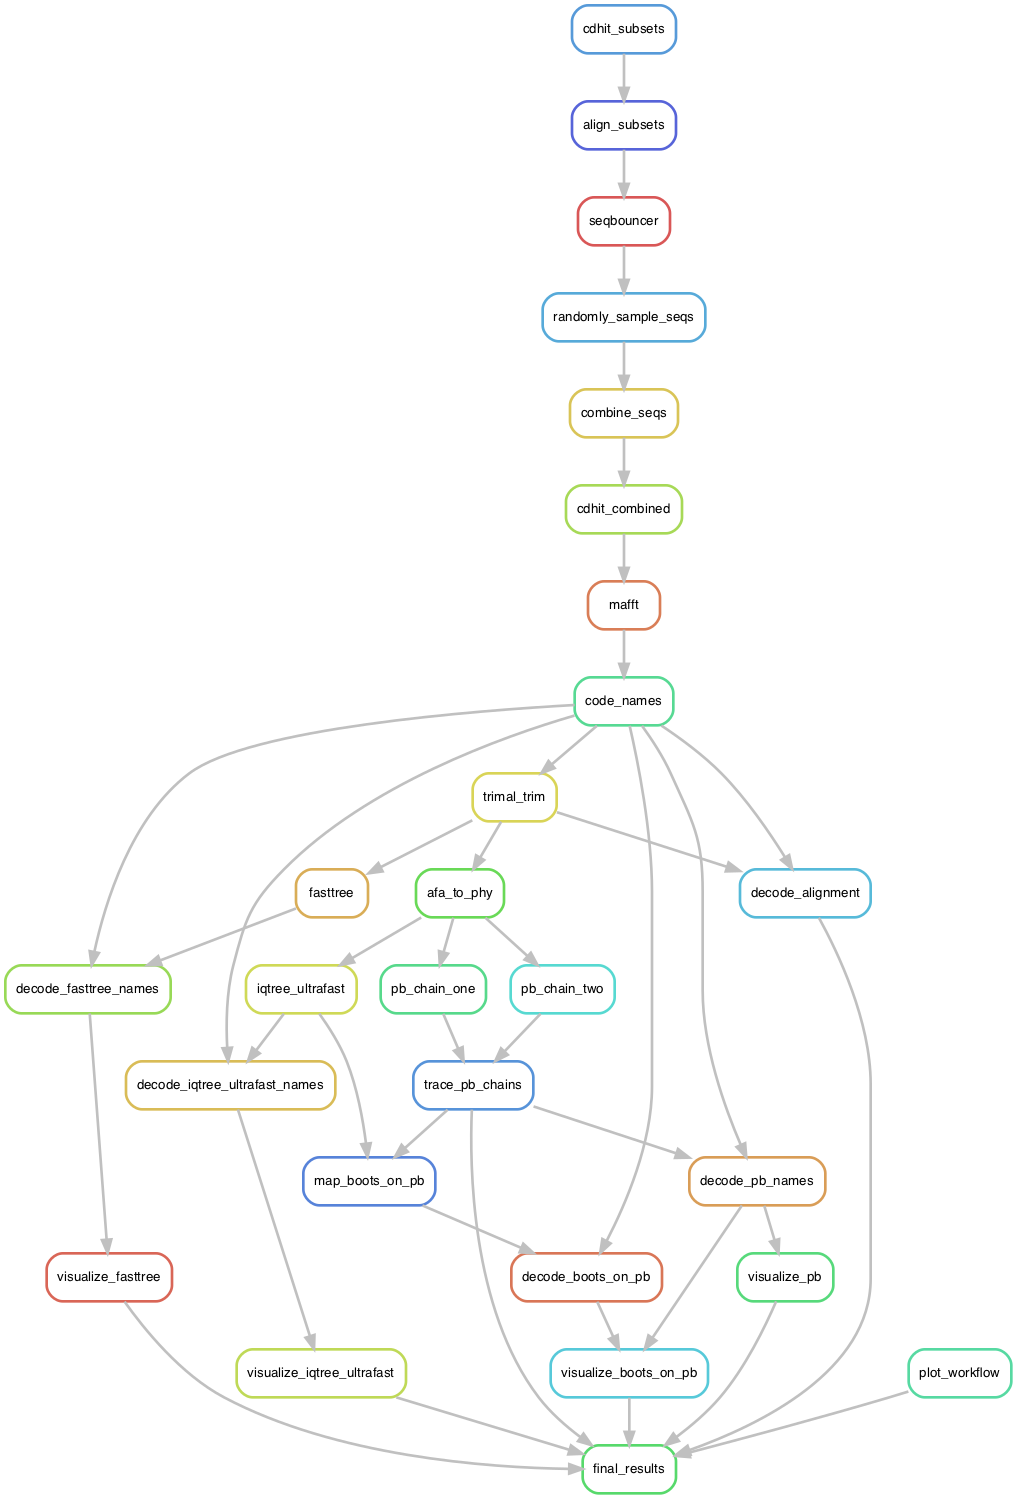 cdhit_subsets
align_subsets
seqbouncer
randomly_sample_seqs
combine_seqs
cdhit_combined
mafft
code_names
trimal_trim
fasttree
afa_to_phy
decode_alignment
decode_fasttree_names
iqtree_ultrafast
pb_chain_one
pb_chain_two
decode_iqtree_ultrafast_names
trace_pb_chains
map_boots_on_pb
decode_pb_names
visualize_fasttree
decode_boots_on_pb
visualize_pb
visualize_iqtree_ultrafast
visualize_boots_on_pb
plot_workflow
final_results